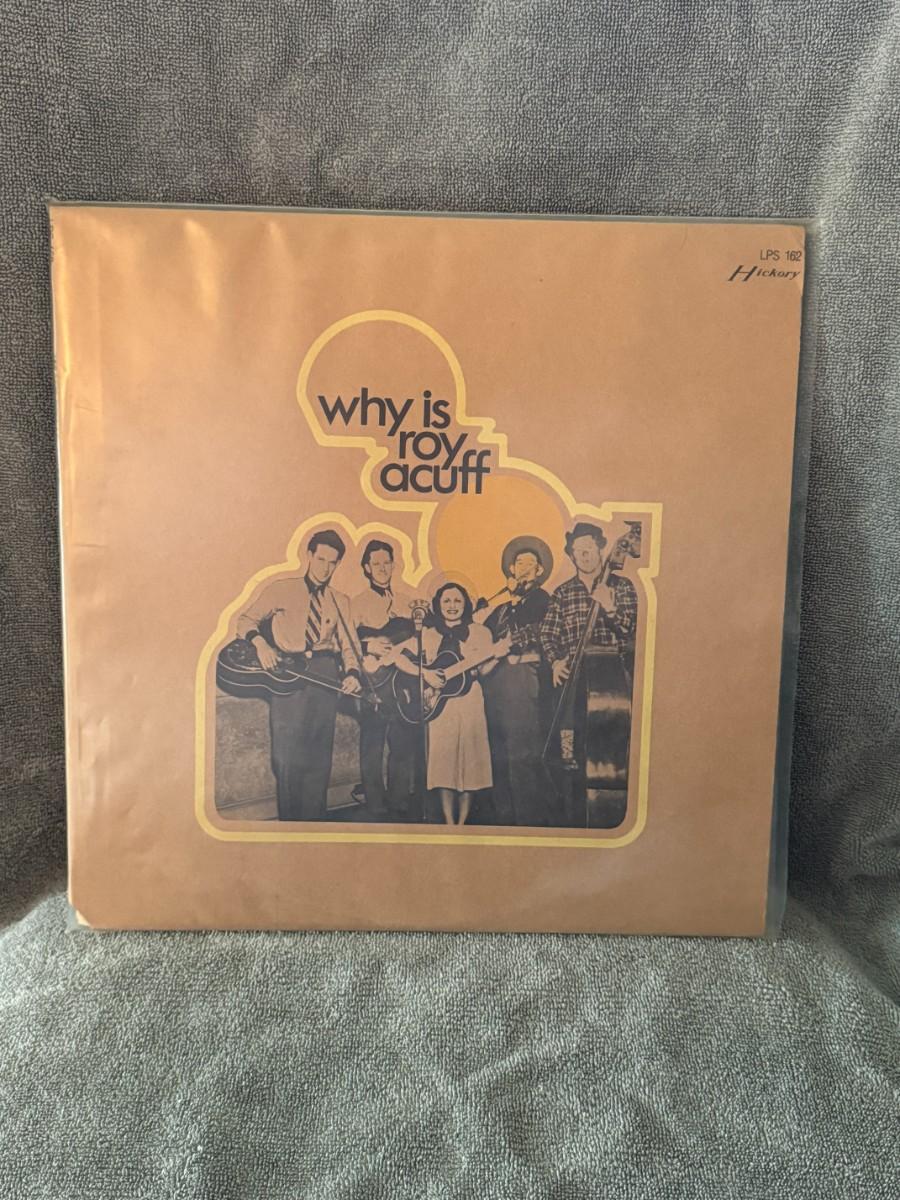 LPS 162
Hickory
why is
roy
acuff